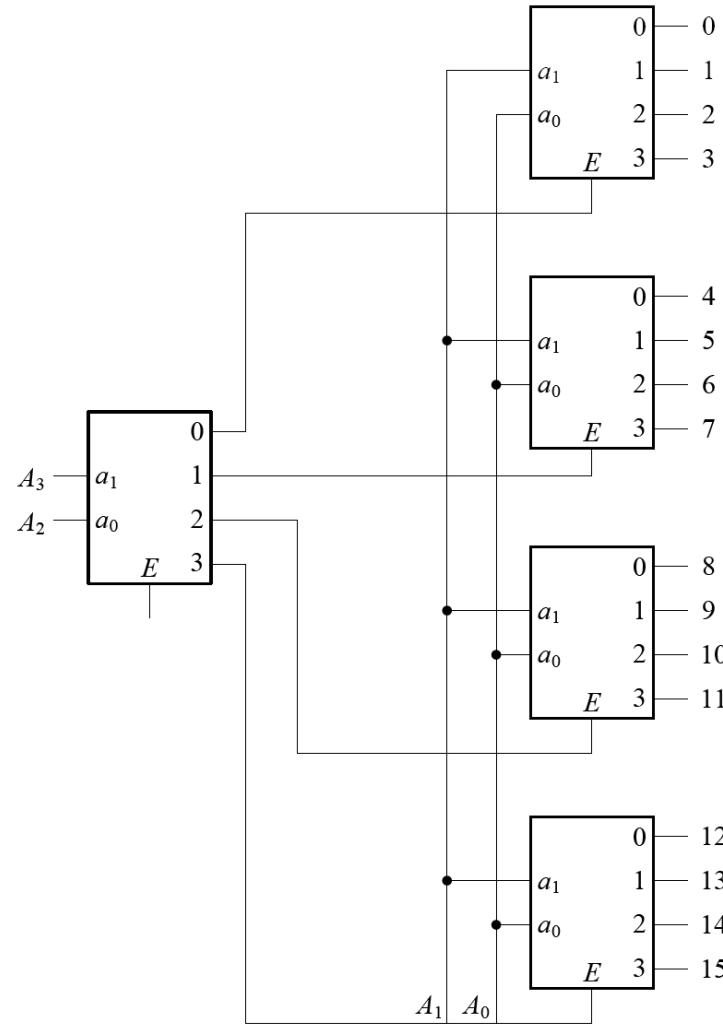 0 0
a1 1 1
a0 2 2
E 3 3
0 4
a1 1 5
a0 2 6
E 3 7
0
A3 a1 1
A2 a0 2
E 3
0 8
a1 1 9
a0 2 10
E 3 11
0 12
a1 1 13
a0 2 14
E 3 15
A1 A0